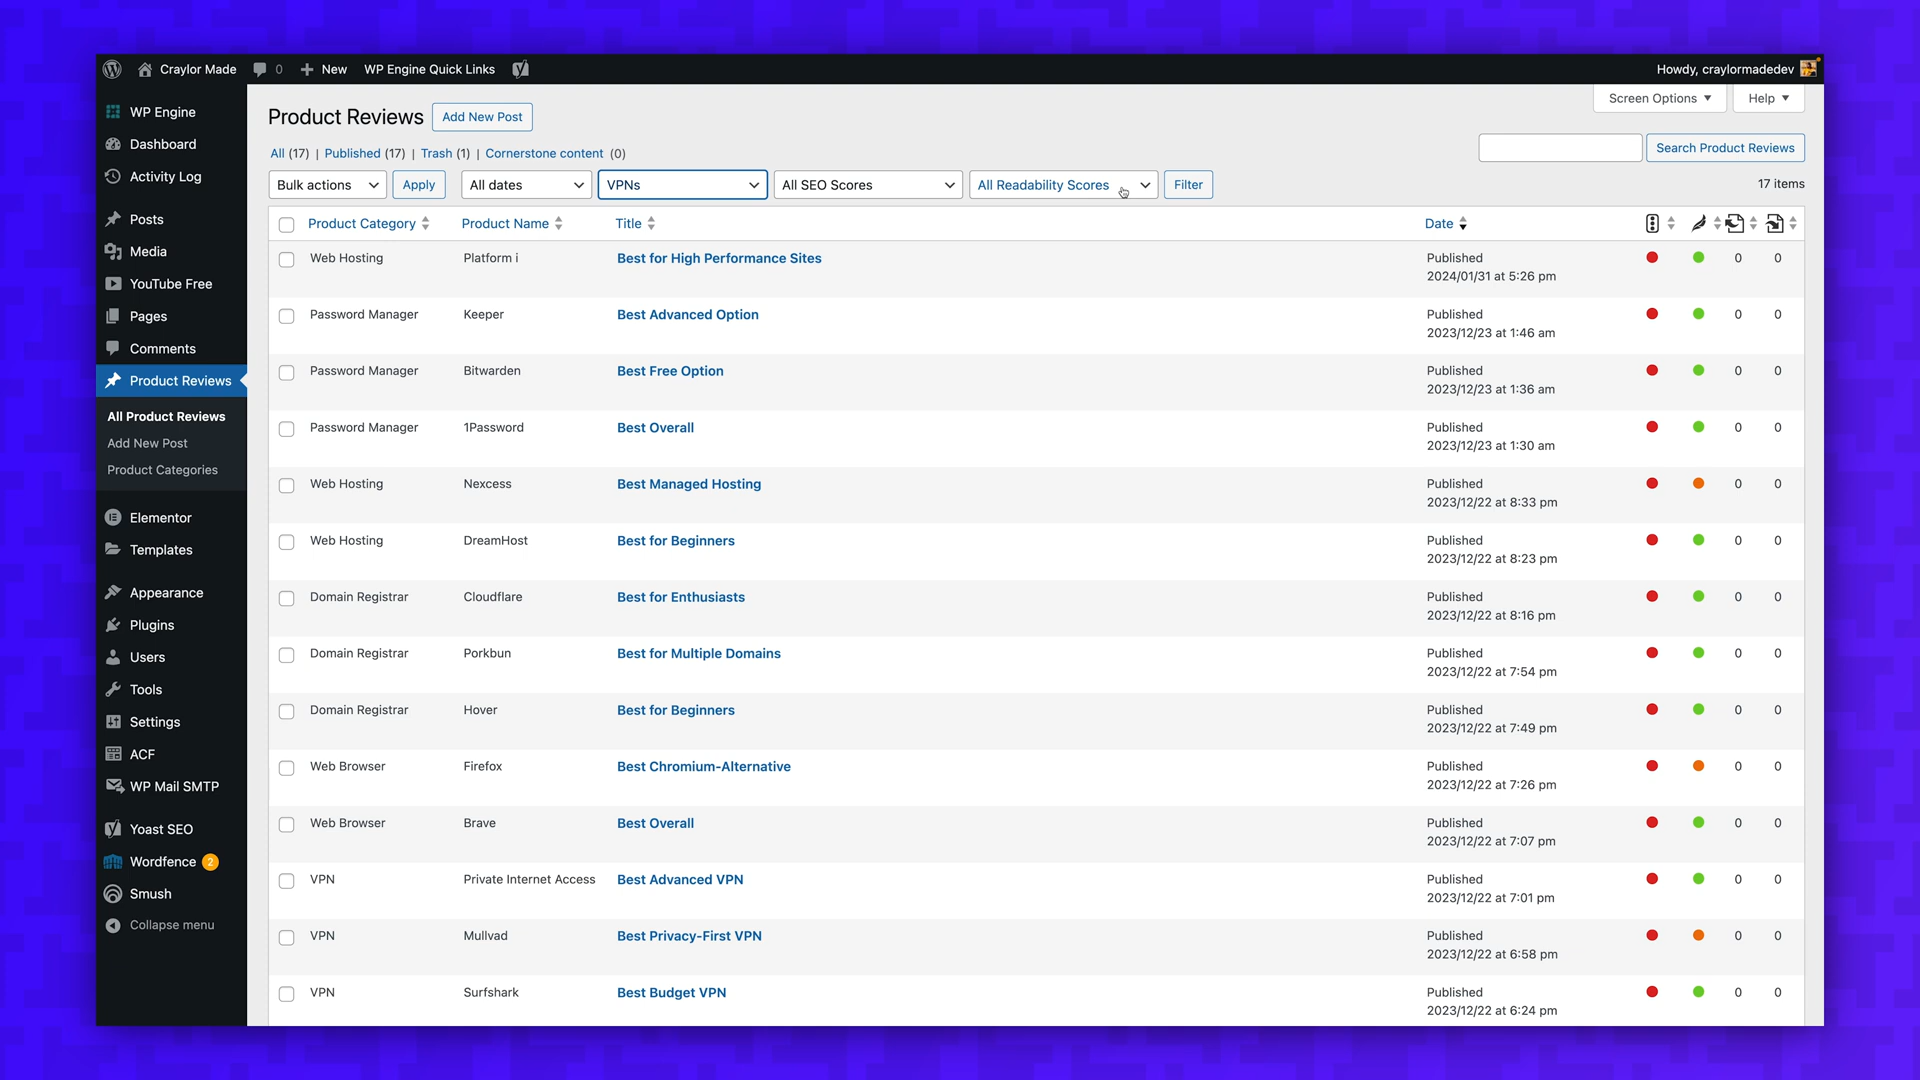 Craylor Made 0 New WP Engine Quick Links Howdy, craylormadedev
WP Engine
Dashboard
Activity Log
Posts
Media
YouTube Free
Pages
Comments
Product Reviews
All Product Reviews
Add New Post
Product Categories
Elementor
Templates
Appearance
Plugins
Users
Tools
Settings
ACF
WP Mail SMTP
Yoast SEO
Wordfence 2
Smush
Collapse menu
Screen Options Help
Product Reviews Add New Post
All (17) | Published (17) | Trash (1) | Cornerstone content (0)
Search Product Reviews
Bulk actions Apply All dates VPNs All SEO Scores All Readability Scores Filter 17 items
Product Category Product Name Title Date
Web Hosting Platform i Best for High Performance Sites Published 0 0
2024/01/31 at 5:26 pm
Password Manager Keeper Best Advanced Option Published 0 0
2023/12/23 at 1:46 am
Password Manager Bitwarden Best Free Option Published 0 0
2023/12/23 at 1:36 am
Password Manager 1Password Best Overall Published 0 0
2023/12/23 at 1:30 am
Web Hosting Nexcess Best Managed Hosting Published 0 0
2023/12/22 at 8:33 pm
Web Hosting DreamHost Best for Beginners Published 0 0
2023/12/22 at 8:23 pm
Domain Registrar Cloudflare Best for Enthusiasts Published 0 0
2023/12/22 at 8:16 pm
Domain Registrar Porkbun Best for Multiple Domains Published 0 0
2023/12/22 at 7:54 pm
Domain Registrar Hover Best for Beginners Published 0 0
2023/12/22 at 7:49 pm
Web Browser Firefox Best Chromium-Alternative Published 0 0
2023/12/22 at 7:26 pm
Web Browser Brave Best Overall Published 0 0
2023/12/22 at 7:07 pm
VPN Private Internet Access Best Advanced VPN Published 0 0
2023/12/22 at 7:01 pm
VPN Mullvad Best Privacy-First VPN Published 0 0
2023/12/22 at 6:58 pm
VPN Surfshark Best Budget VPN Published 0 0
2023/12/22 at 6:24 pm